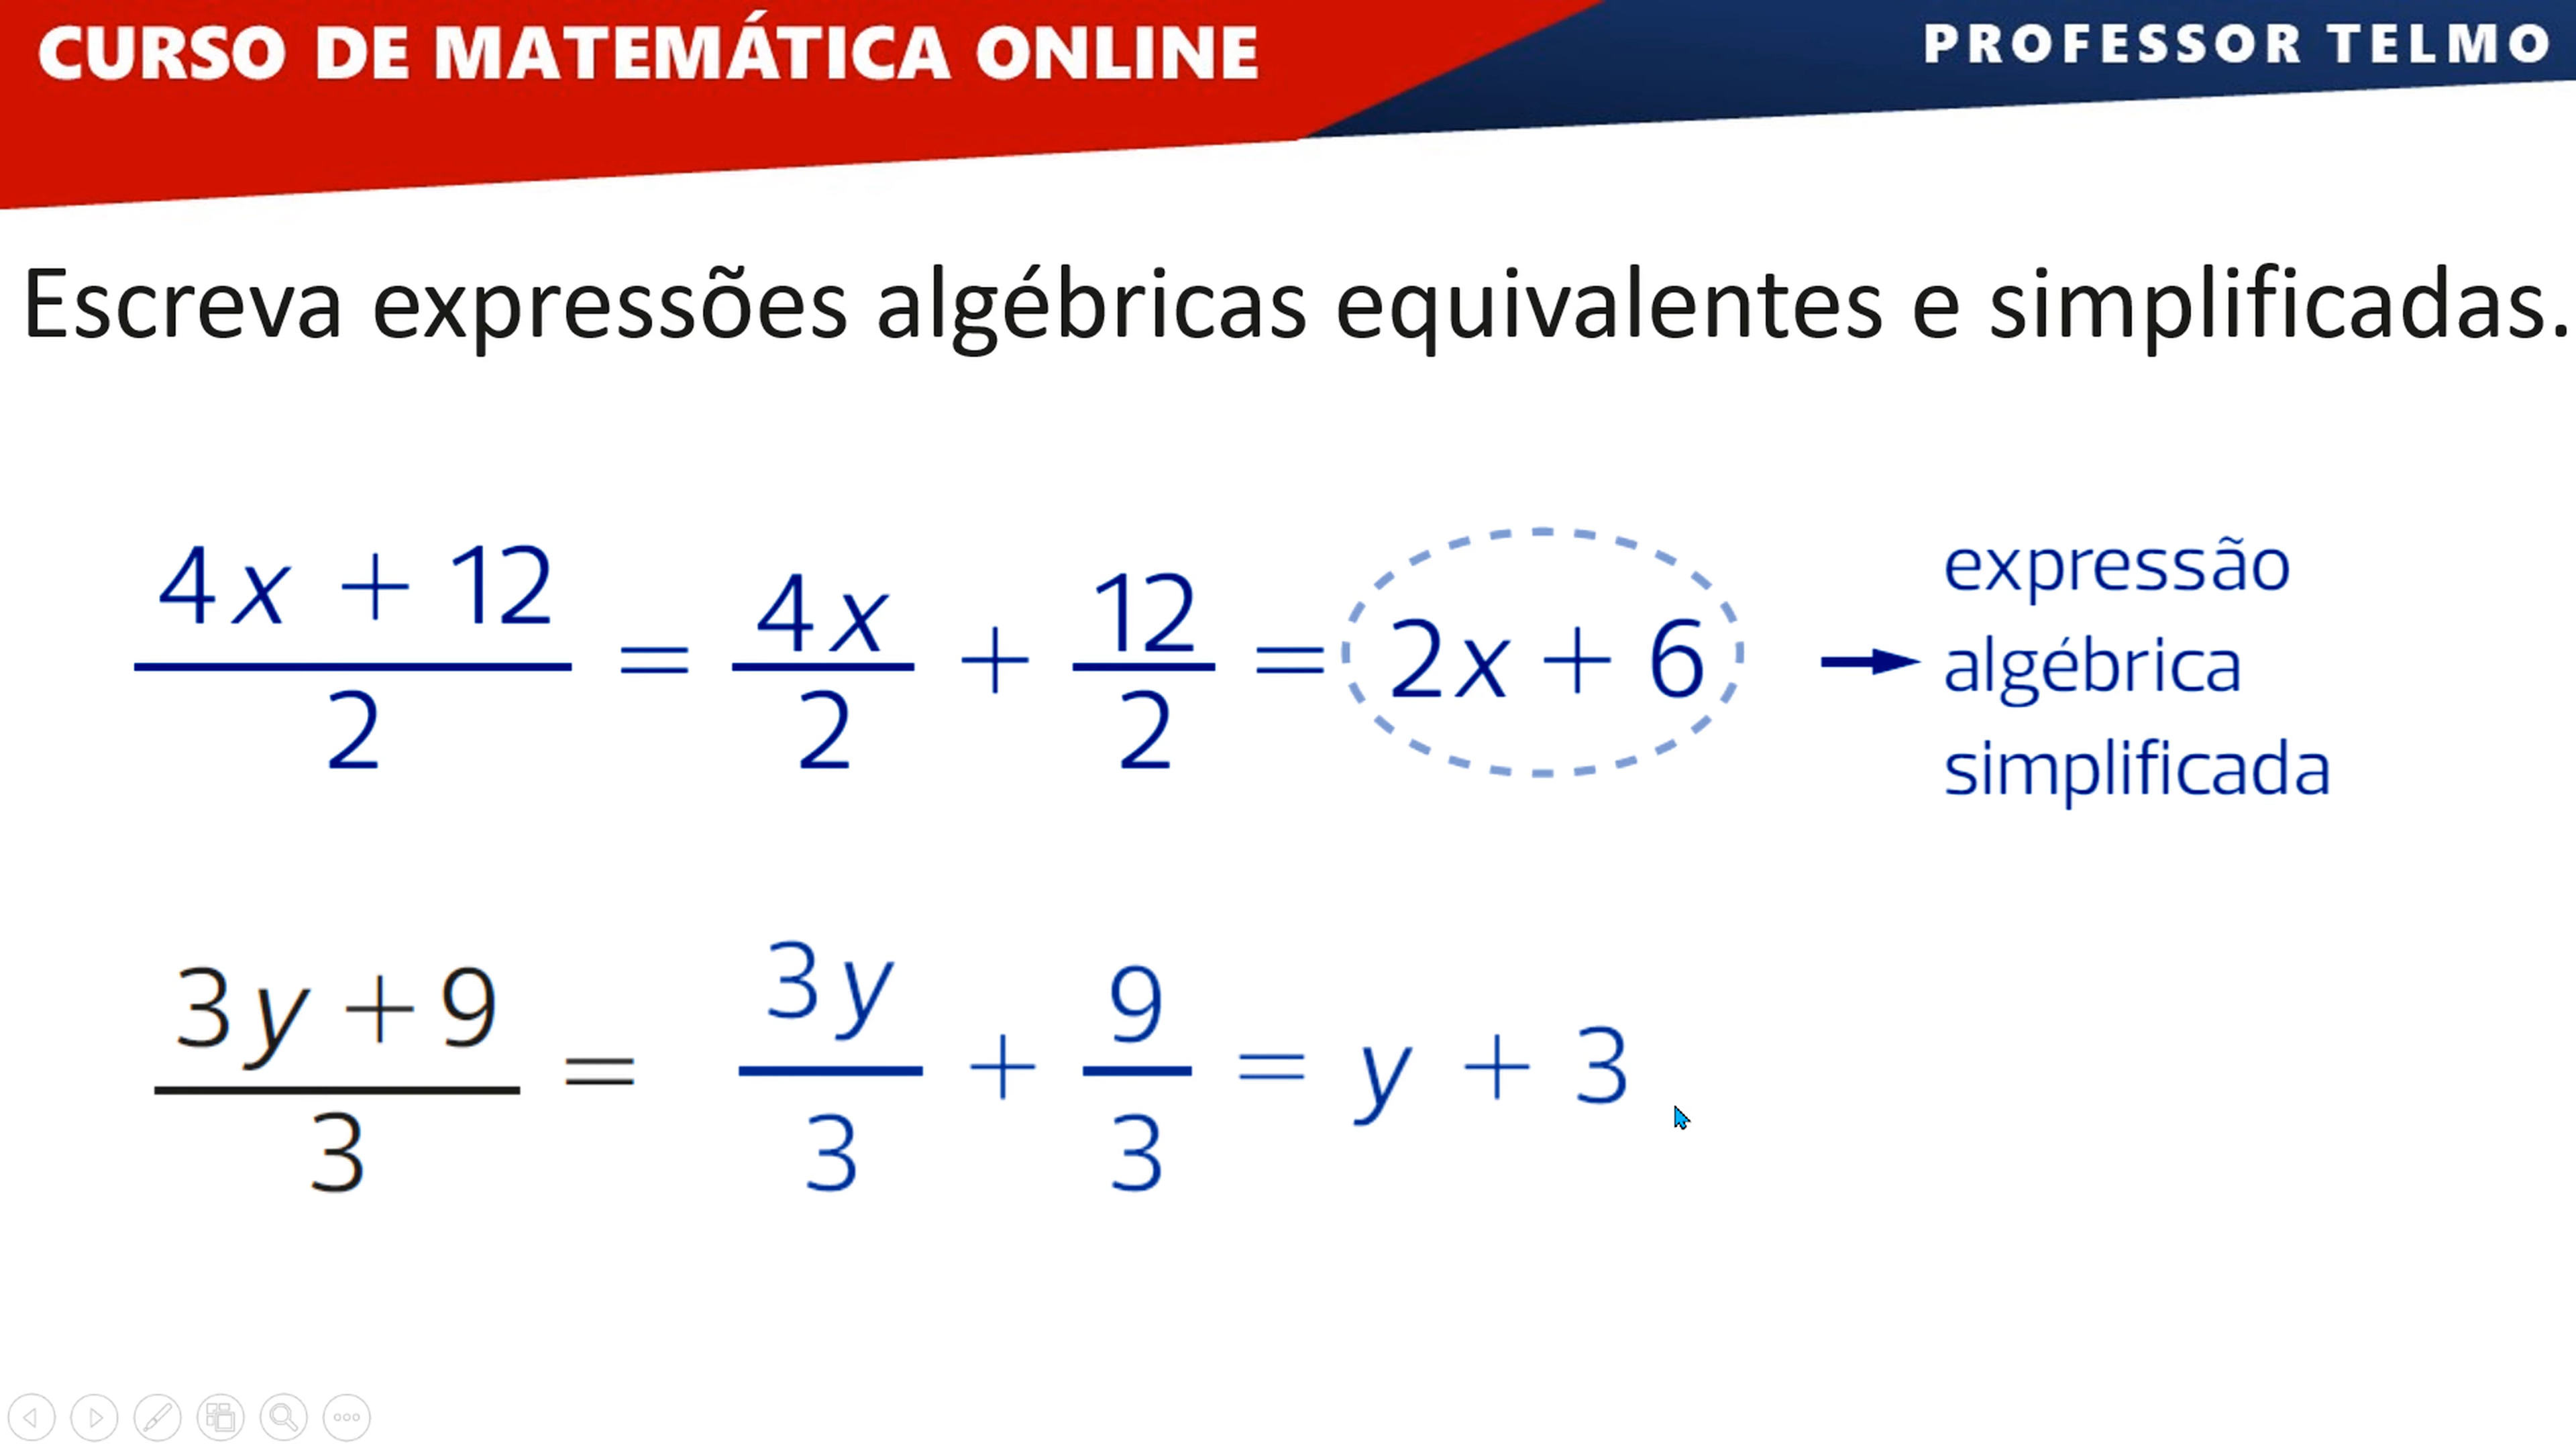 CURSO DE MATEMÁTICA ONLINE
PROFESSOR TELMO
Escreva expressões algébricas equivalentes e simplificadas.
4x + 12 / 2 = 4x / 2 + 12 / 2 = 2x + 6
expressão
algébrica
simplificada
3y + 9 / 3 = 3y / 3 + 9 / 3 = y + 3